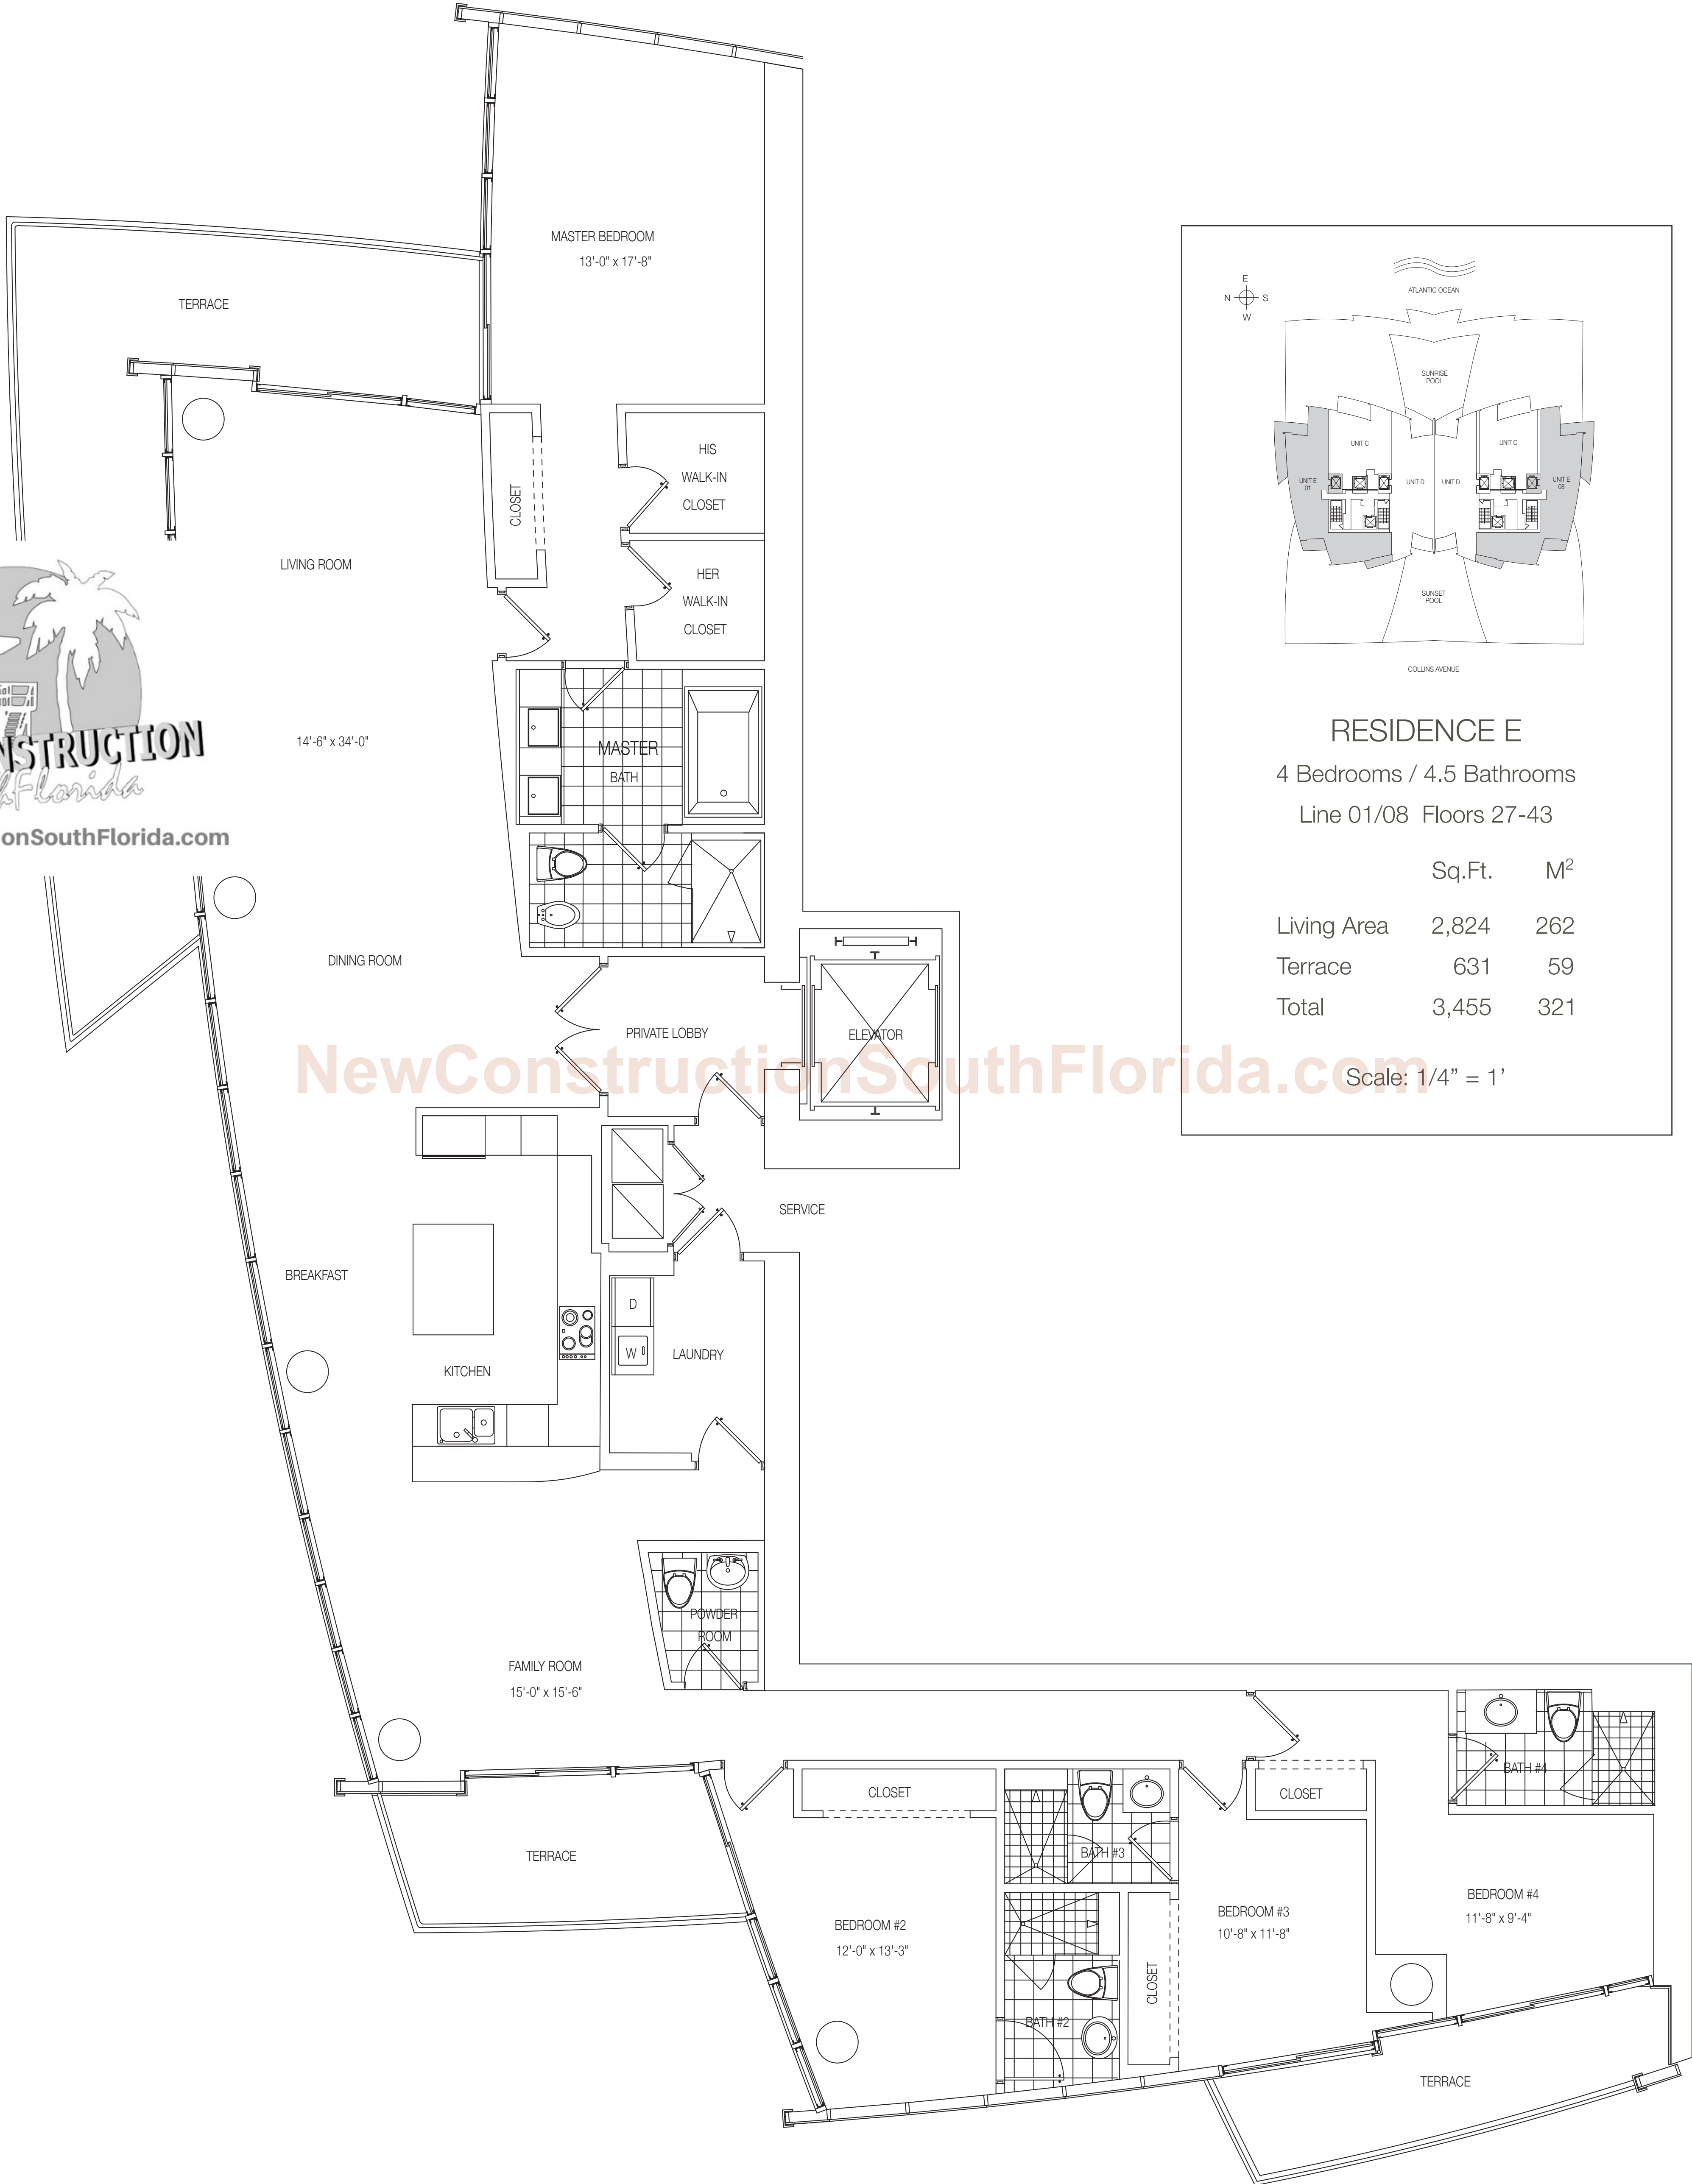 MASTER BEDROOM
13'-0" x 17'-8"
TERRACE
HIS
WALK-IN
CLOSET
CLOSET
LIVING ROOM
HER
WALK-IN
CLOSET
14'-6" x 34'-0"
MASTER
BATH
NSTRUCTION
Florida
onSouthFlorida.com
DINING ROOM
PRIVATE LOBBY
ELEVATOR
NewConstructionSouthFlorida.com
SERVICE
BREAKFAST
D
W
LAUNDRY
KITCHEN
POWDER
ROOM
FAMILY ROOM
15'-0" x 15'-6"
TERRACE
CLOSET
BATH #3
CLOSET
BATH #4
BEDROOM #2
12'-0" x 13'-3"
BEDROOM #3
10'-8" x 11'-8"
BEDROOM #4
11'-8" x 9'-4"
CLOSET
BATH #2
TERRACE
E
N S
W
ATLANTIC OCEAN
SUNRISE
POOL
UNIT C
UNIT C
UNIT E
01
UNIT D
UNIT D
UNIT E
08
SUNSET
POOL
COLLINS AVENUE
RESIDENCE E
4 Bedrooms / 4.5 Bathrooms
Line 01/08 Floors 27-43
Sq.Ft. M²
Living Area 2,824 262
Terrace 631 59
Total 3,455 321
Scale: 1/4” = 1’